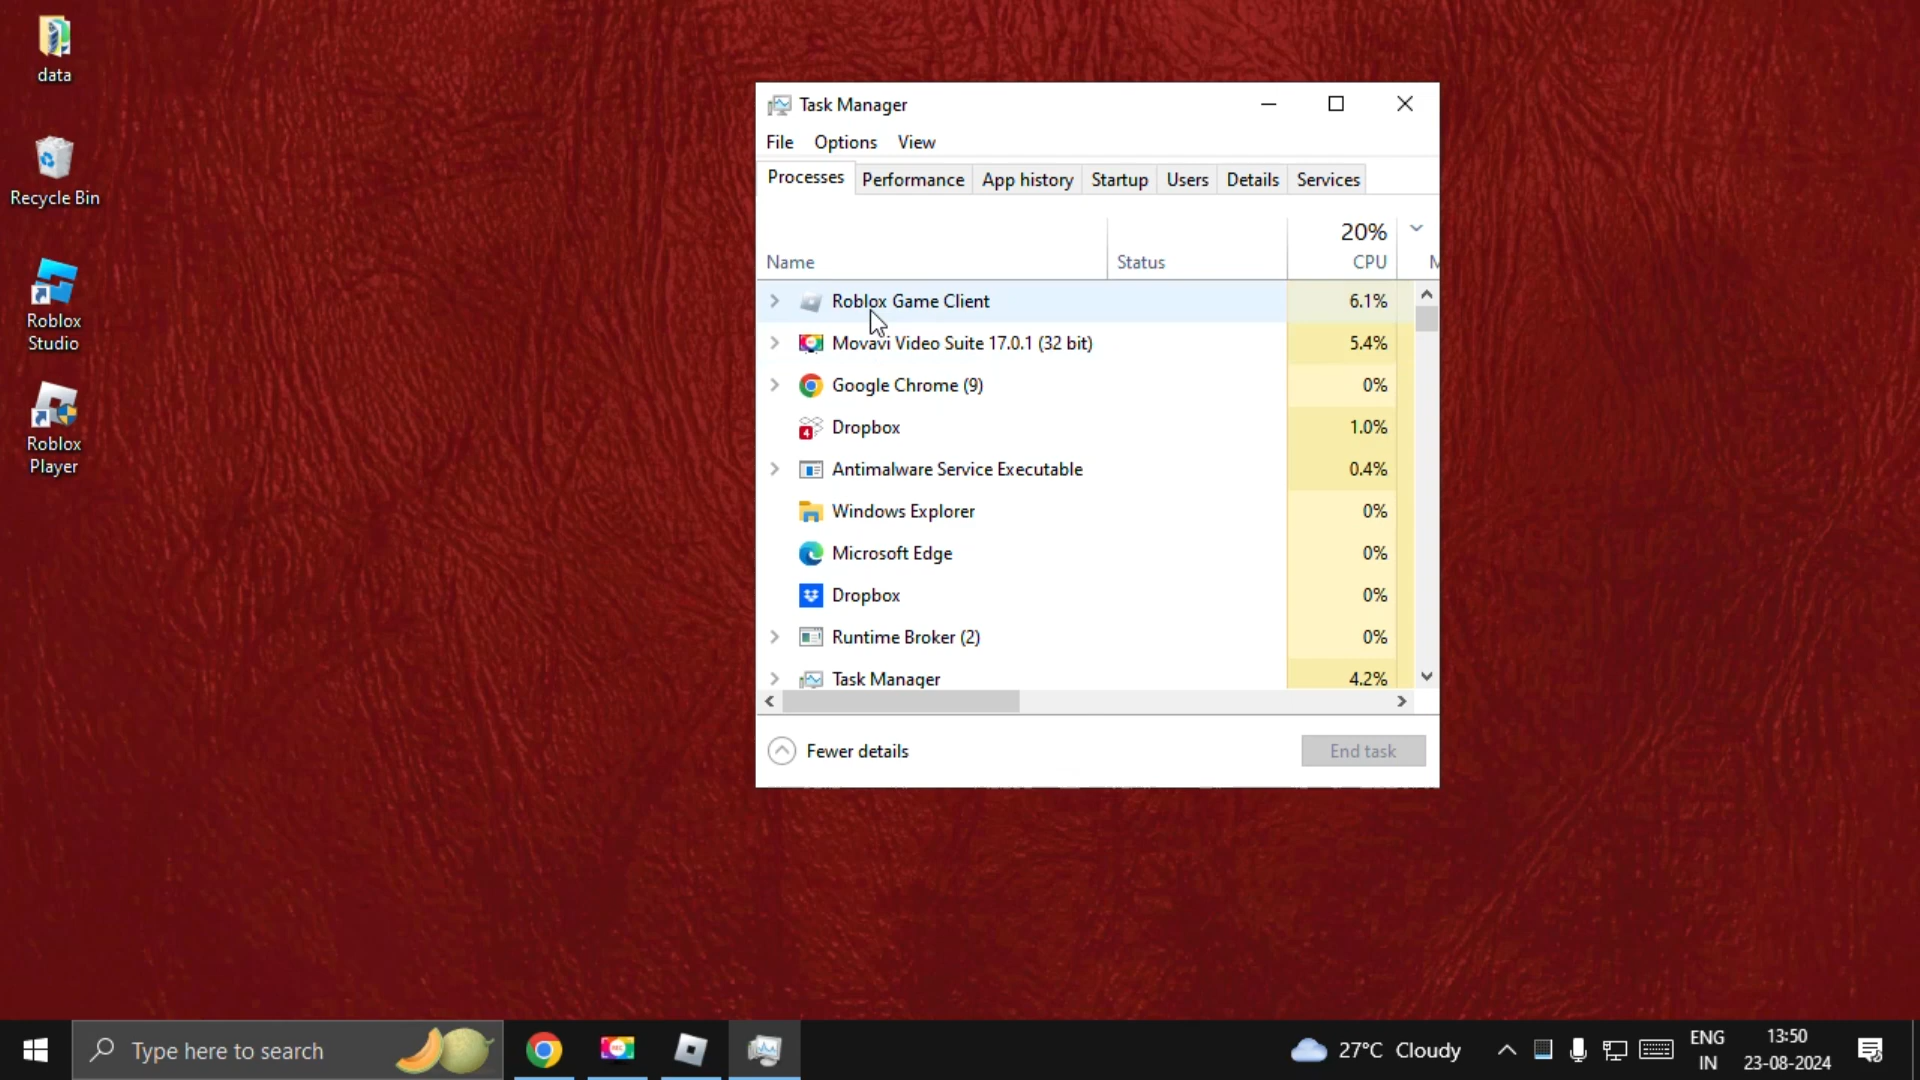 data
Recycle Bin
Roblox
Studio
Roblox
Player
Task Manager
File Options View
Processes Performance App history Startup Users Details Services
20%
Name Status CPU M
Roblox Game Client 6.1%
Movavi Video Suite 17.0.1 (32 bit) 5.4%
Google Chrome (9) 0%
4 Dropbox 1.0%
Antimalware Service Executable 0.4%
Windows Explorer 0%
Microsoft Edge 0%
Dropbox 0%
Runtime Broker (2) 0%
Task Manager 4.2%
Fewer details End task
Type here to search
27°C Cloudy
ENG
IN
13:50
23-08-2024